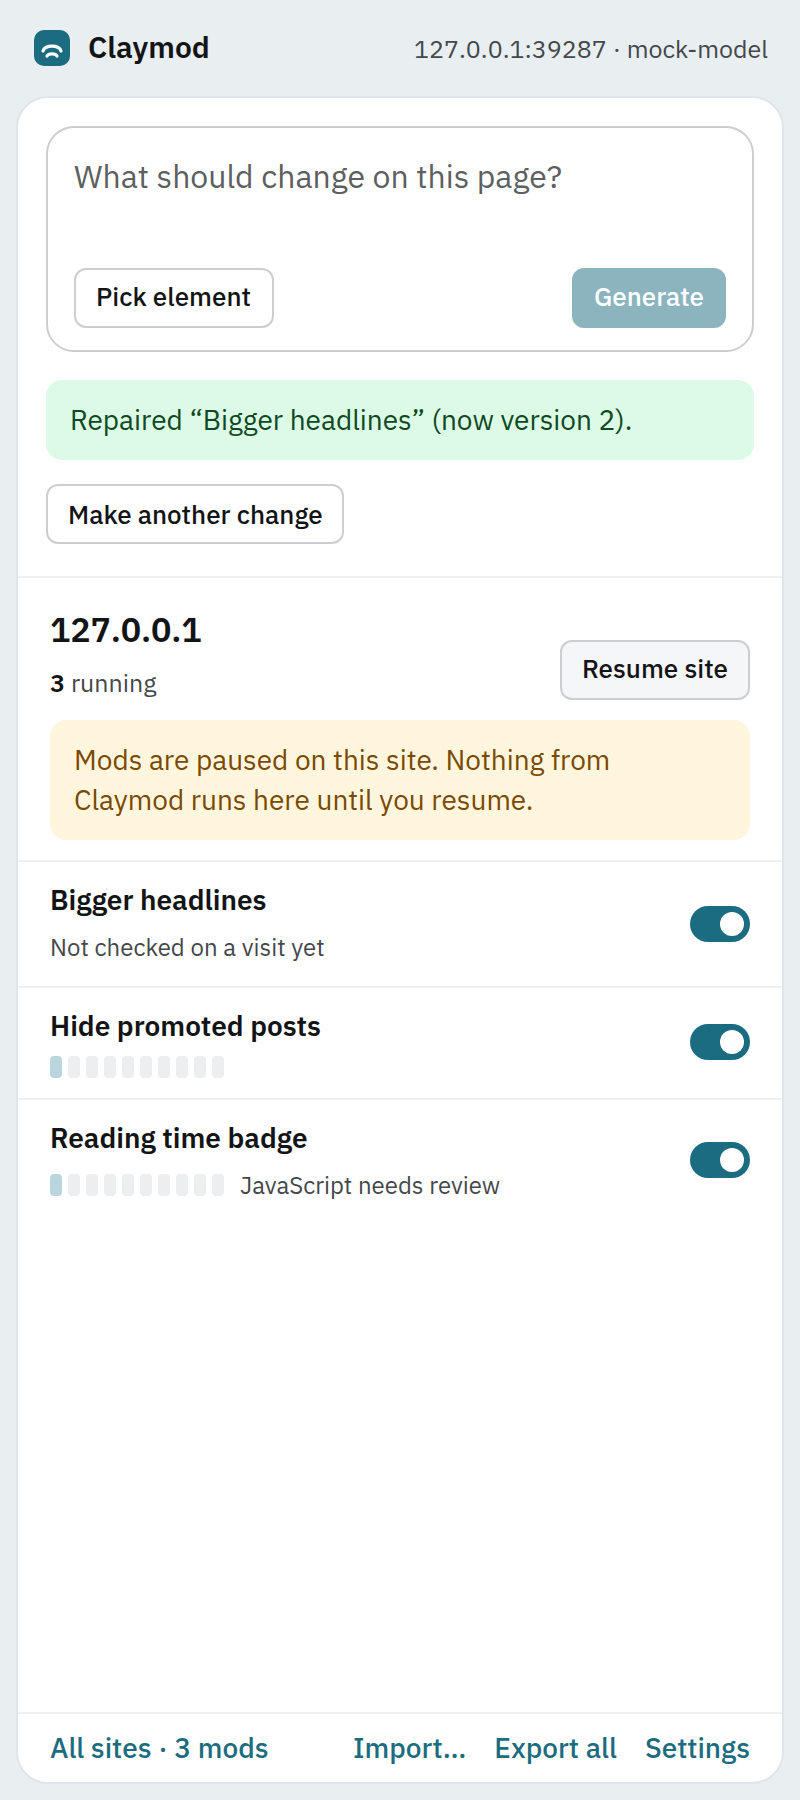 Claymod
127.0.0.1:39287 · mock-model
What should change on this page?
Pick element
Generate
Repaired “Bigger headlines” (now version 2).
Make another change
127.0.0.1
3 running
Resume site
Mods are paused on this site. Nothing from
Claymod runs here until you resume.
Bigger headlines
Not checked on a visit yet
Hide promoted posts
Reading time badge
JavaScript needs review
All sites · 3 mods
Import...
Export all
Settings